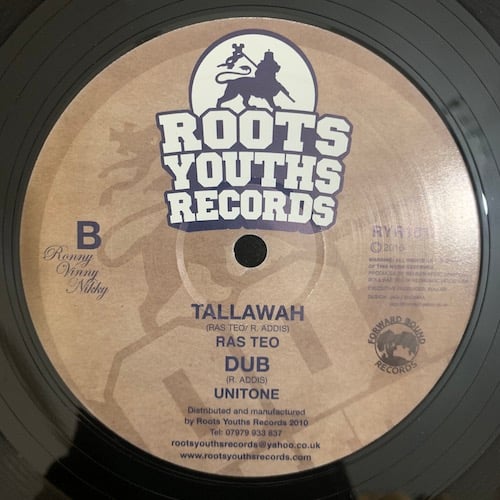 ROOTS
YOUTHS
RECORDS
B
Ronny
Vinny
Nikky
© 2010
TALLAWAH
(RAS TEO/ R. ADDIS)
RAS TEO
DUB
(R. ADDIS)
UNITONE
FORWARD BOUND
RECORDS
Distributed and manufactured
by Roots Youths Records 2010
Tel: 07979 933 837
rootsyouthsrecords@yahoo.co.uk
www.rootsyouthsrecords.com